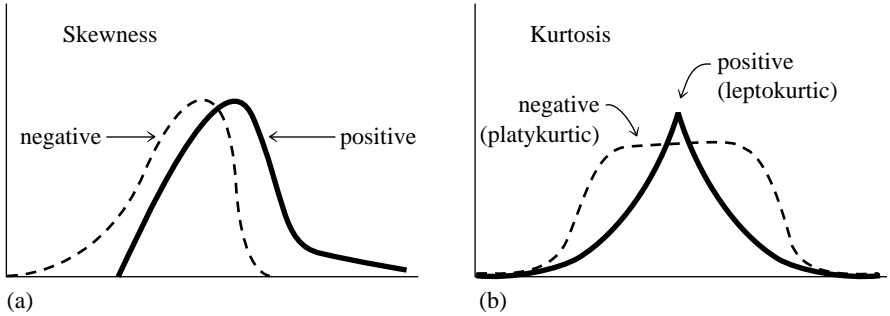 Skewness
negative
positive
(a)
Kurtosis
positive
(leptokurtic)
negative
(platykurtic)
(b)